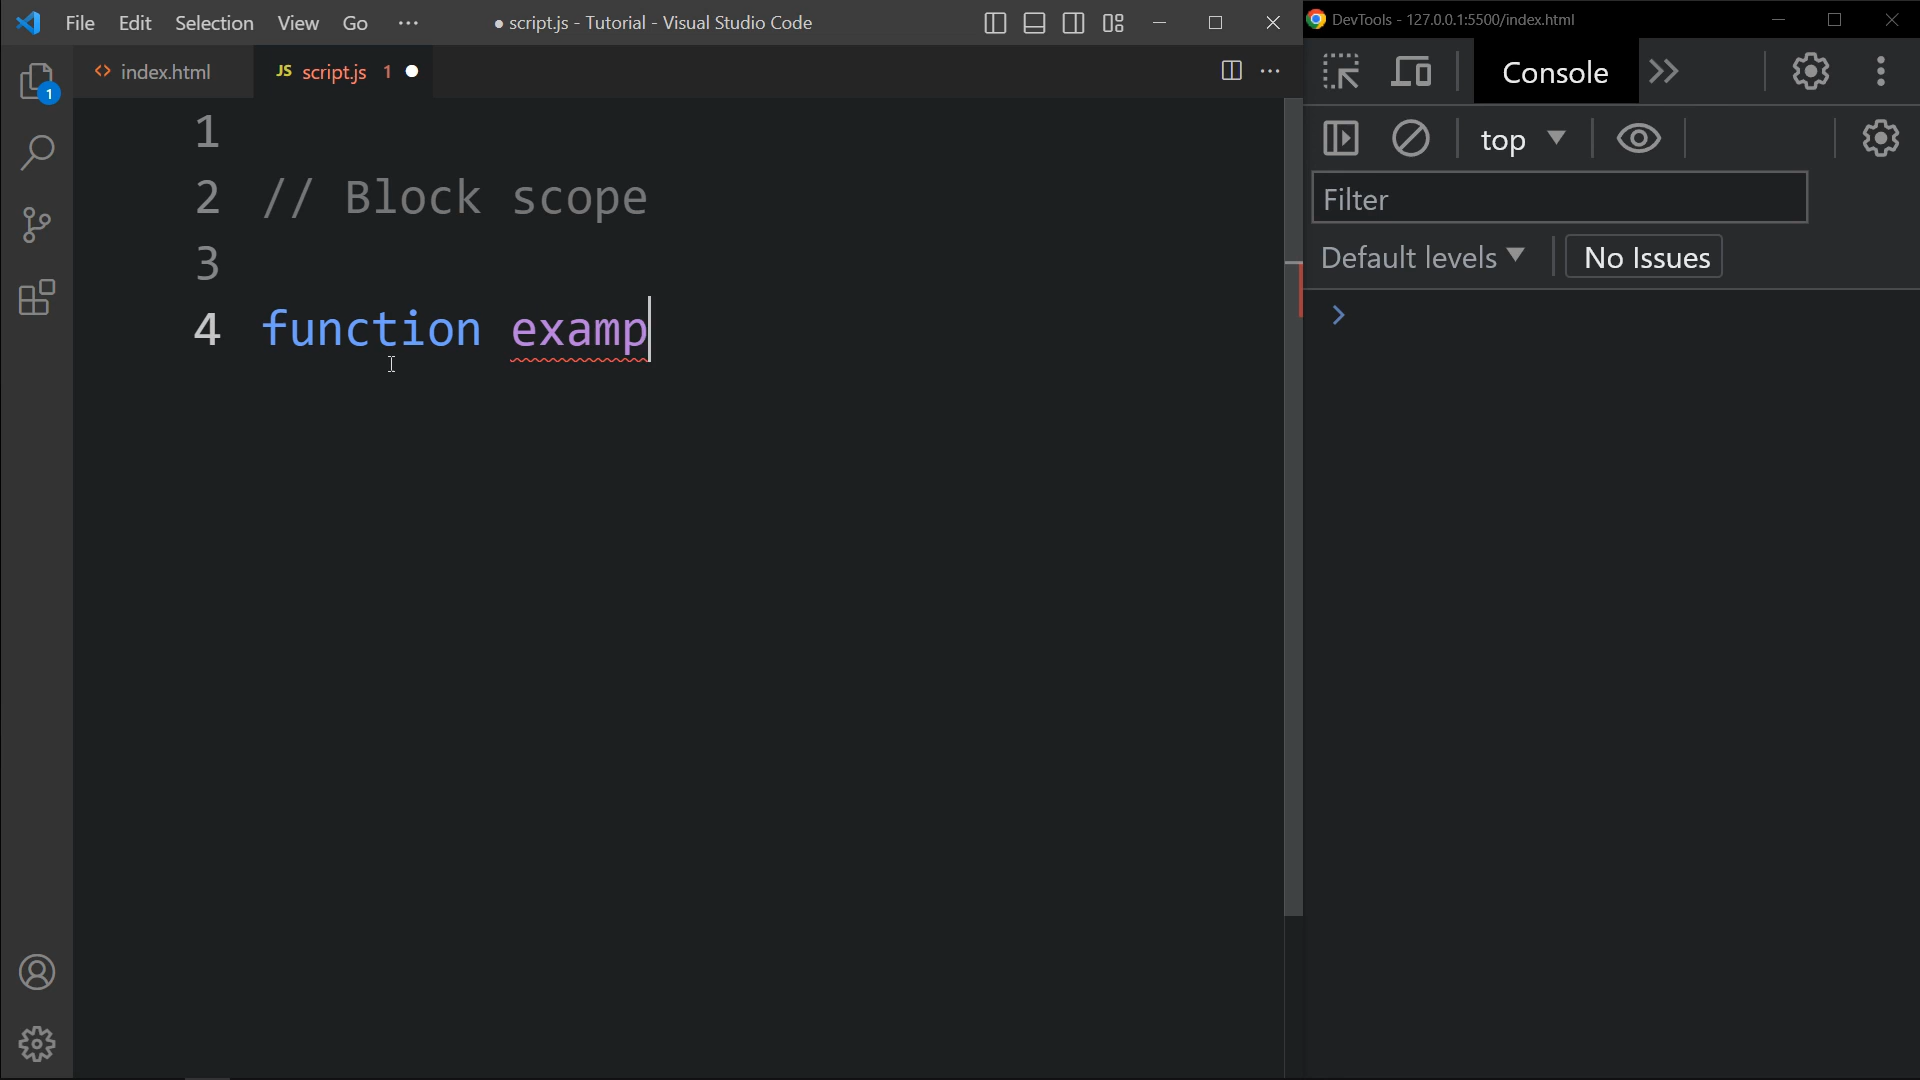 File Edit Selection View Go ··· ● script.js - Tutorial - Visual Studio Code
DevTools - 127.0.0.1:5500/index.html
<> index.html JS script.js 1 ●
Console
1
top
Filter
Default levels ▼ No Issues
1
2 // Block scope
3
4 function examp